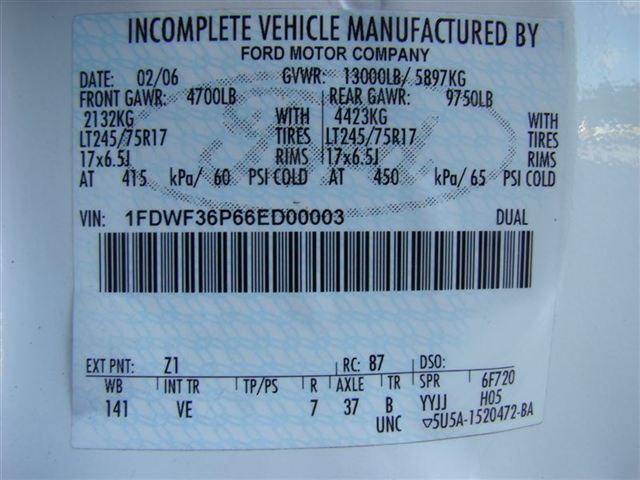 INCOMPLETE VEHICLE MANUFACTURED BY
FORD MOTOR COMPANY
DATE: 02/06 GVWR: 13000LB/ 5897KG
FRONT GAWR: 4700LB REAR GAWR: 9750LB
2132KG WITH 4423KG WITH
LT245/75R17 TIRES LT245/75R17 TIRES
17x6.5J RIMS 17x6.5J RIMS
AT 415 kPa/ 60 PSI COLD AT 450 kPa/ 65 PSI COLD
VIN: 1FDWF36P66ED00003 DUAL
EXT PNT: Z1 RC: 87 DSO:
WB INT TR TP/PS R AXLE TR SPR 6F720
141 VE 7 37 B YYJJ H05
UNC ▽5U5A-1520472-BA